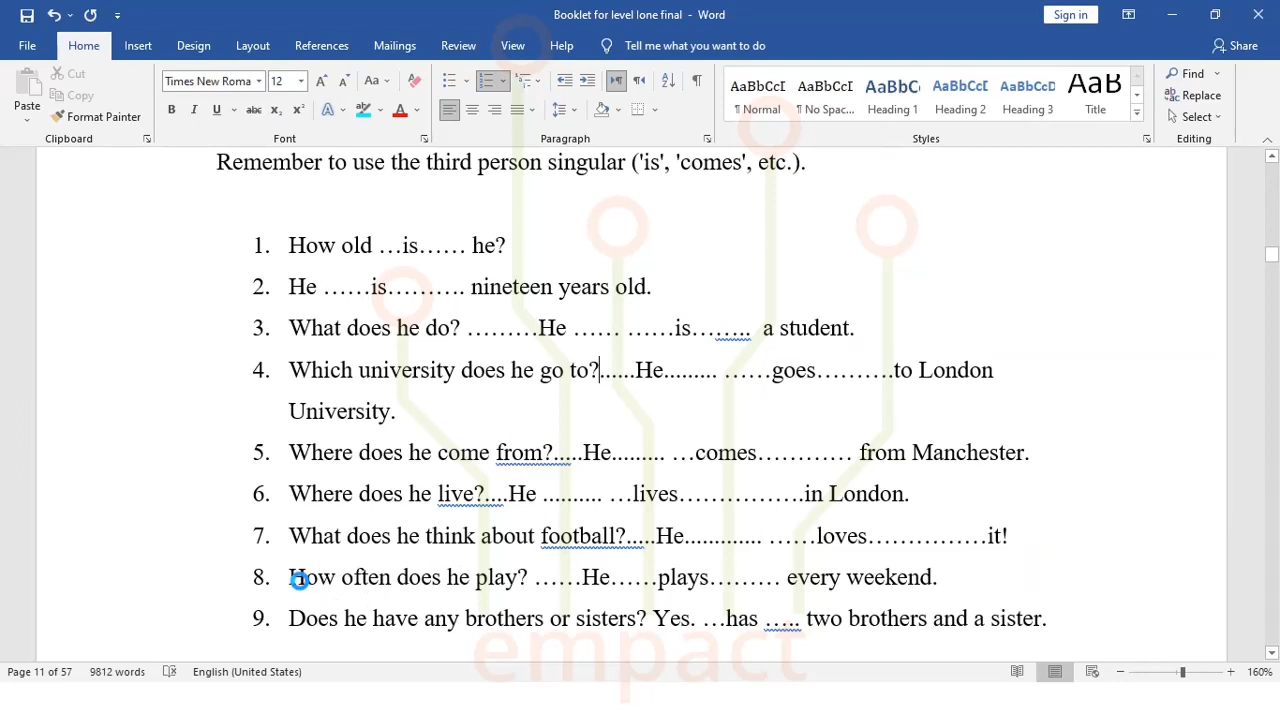 Booklet for level lone final - Word
Sign in
File Home Insert Design Layout References Mailings Review View Help Tell me what you want to do Share
Cut
Copy
Paste
Format Painter
Clipboard
Times New Roma 12
Font
Paragraph
AaBbCcI AaBbCcI AaBbC AaBbCcD AaBbCcD AaB
¶ Normal ¶ No Spac... Heading 1 Heading 2 Heading 3 Title
Styles
Find
Replace
Select
Editing
Remember to use the third person singular ('is', 'comes', etc.).
1. How old …is…… he?
2. He ……is………. nineteen years old.
3. What does he do? ………He …… ……is…….. a student.
4. Which university does he go to?......He......... ……goes……….to London
University.
5. Where does he come from?.....He......... …comes………… from Manchester.
6. Where does he live?....He .......... …lives…………….in London.
7. What does he think about football?.....He............. ……loves……………it!
8. How often does he play? ……He……plays……… every weekend.
9. Does he have any brothers or sisters? Yes. …has ….. two brothers and a sister.
empact
Page 11 of 57 9812 words English (United States) 160%